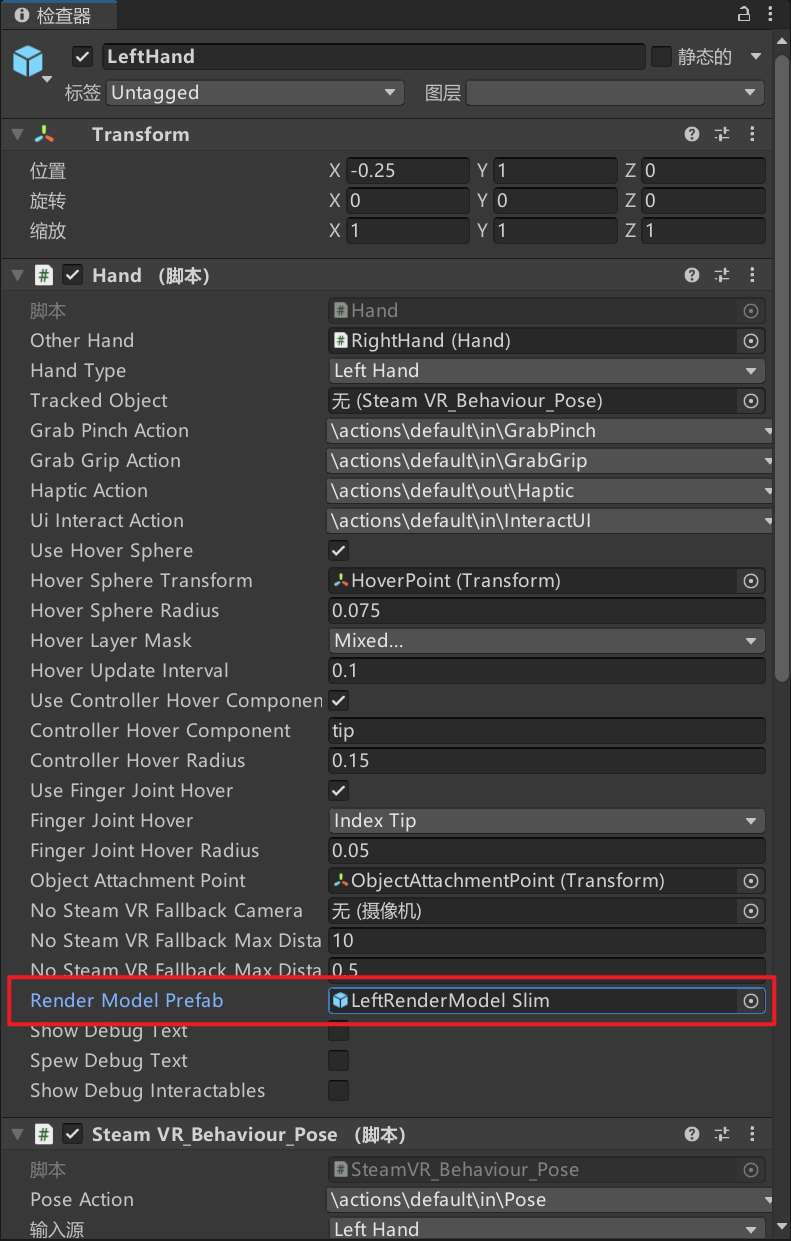 检查器
LeftHand 静态的
标签 Untagged 图层
Transform
位置 X -0.25 Y 1 Z 0
旋转 X 0 Y 0 Z 0
缩放 X 1 Y 1 Z 1
# Hand (脚本)
脚本 Hand
Other Hand RightHand (Hand)
Hand Type Left Hand
Tracked Object 无 (Steam VR_Behaviour_Pose)
Grab Pinch Action \actions\default\in\GrabPinch
Grab Grip Action \actions\default\in\GrabGrip
Haptic Action \actions\default\out\Haptic
Ui Interact Action \actions\default\in\InteractUI
Use Hover Sphere
Hover Sphere Transform HoverPoint (Transform)
Hover Sphere Radius 0.075
Hover Layer Mask Mixed...
Hover Update Interval 0.1
Use Controller Hover Componen
Controller Hover Component tip
Controller Hover Radius 0.15
Use Finger Joint Hover
Finger Joint Hover Index Tip
Finger Joint Hover Radius 0.05
Object Attachment Point ObjectAttachmentPoint (Transform)
No Steam VR Fallback Camera 无 (摄像机)
No Steam VR Fallback Max Dista 10
No Steam VR Fallback Max Dista 0.5
Render Model Prefab LeftRenderModel Slim
Show Debug Text
Spew Debug Text
Show Debug Interactables
# Steam VR_Behaviour_Pose (脚本)
脚本 SteamVR_Behaviour_Pose
Pose Action \actions\default\in\Pose
输入源 Left Hand